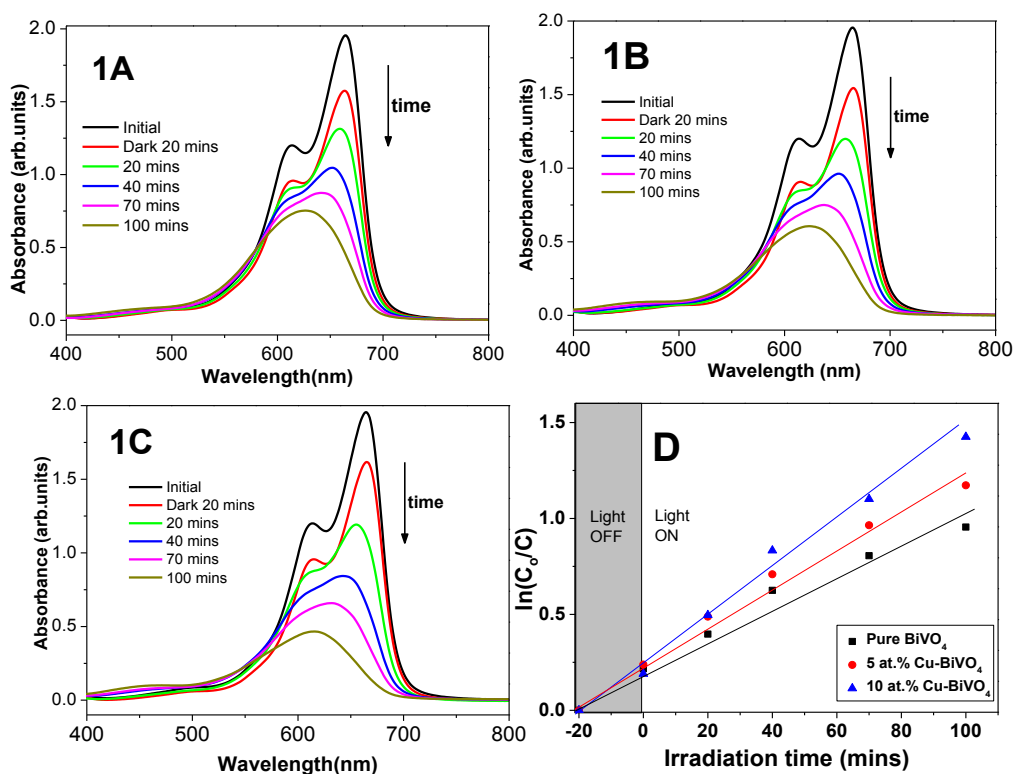 1A
Absorbance (arb.units)
2.0
1.5
1.0
0.5
0.0
Initial
Dark 20 mins
20 mins
40 mins
70 mins
100 mins
time
400 500 600 700 800
Wavelength(nm)
1B
Absorbance (arb.units)
2.0
1.5
1.0
0.5
0.0
Initial
Dark 20 mins
20 mins
40 mins
70 mins
100 mins
time
400 500 600 700 800
Wavelength (nm)
1C
Absorbance (arb.units)
2.0
1.5
1.0
0.5
0.0
Initial
Dark 20 mins
20 mins
40 mins
70 mins
100 mins
time
400 500 600 700 800
Wavelength(nm)
D
ln(C₀/C)
1.5
1.0
0.5
0.0
Light
OFF
Light
ON
Pure BiVO₄
5 at.% Cu-BiVO₄
10 at.% Cu-BiVO₄
-20 0 20 40 60 80 100
Irradiation time (mins)